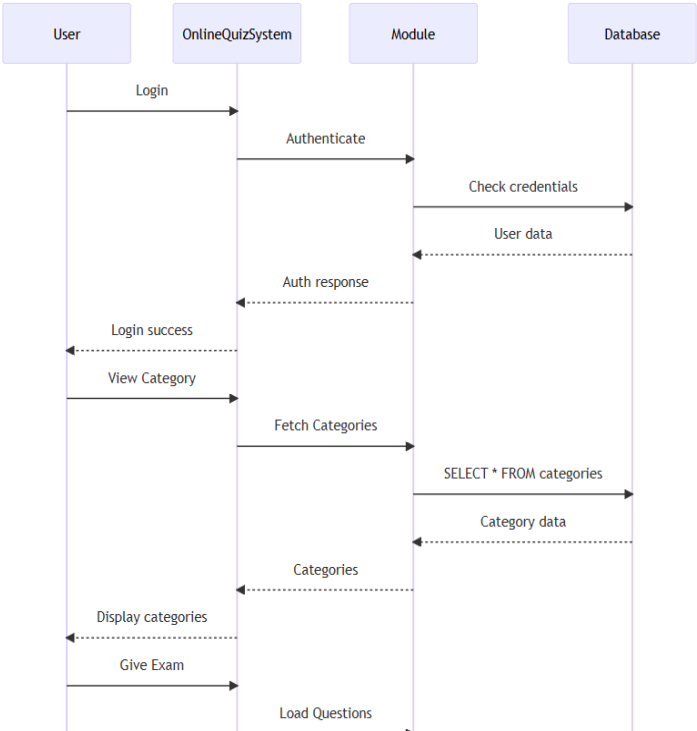 User
OnlineQuizSystem
Module
Database
Login
Authenticate
Check credentials
User data
Auth response
Login success
View Category
Fetch Categories
SELECT * FROM categories
Category data
Categories
Display categories
Give Exam
Load Questions